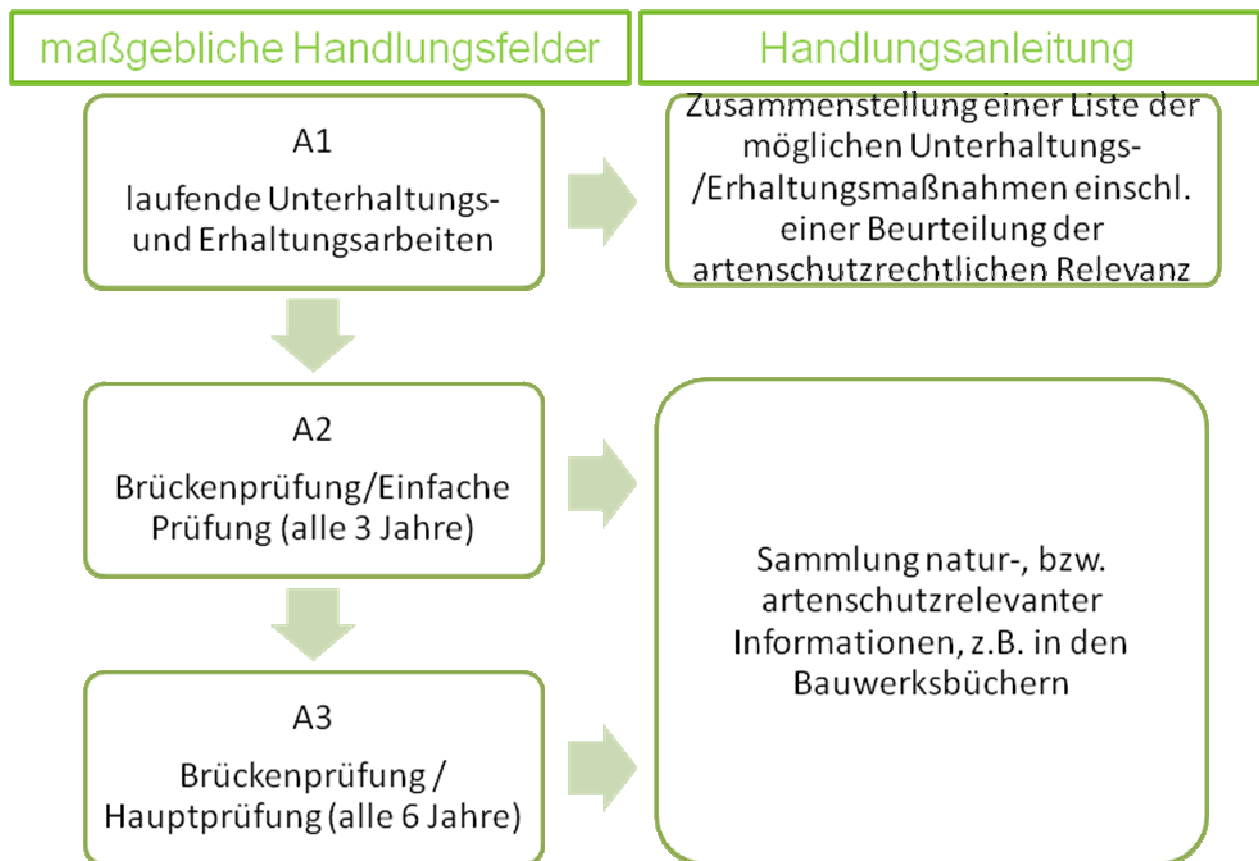 maßgebliche Handlungsfelder
Handlungsanleitung
A1
laufende Unterhaltungs-
und Erhaltungsarbeiten
Zusammenstellung einer Liste der
möglichen Unterhaltungs-
/Erhaltungsmaßnahmen einschl.
einer Beurteilung der
artenschutzrechtlichen Relevanz
A2
Brückenprüfung/Einfache
Prüfung (alle 3 Jahre)
A3
Brückenprüfung /
Hauptprüfung (alle 6 Jahre)
Sammlung natur-, bzw.
artenschutzrelevanter
Informationen, z.B. in den
Bauwerksbüchern